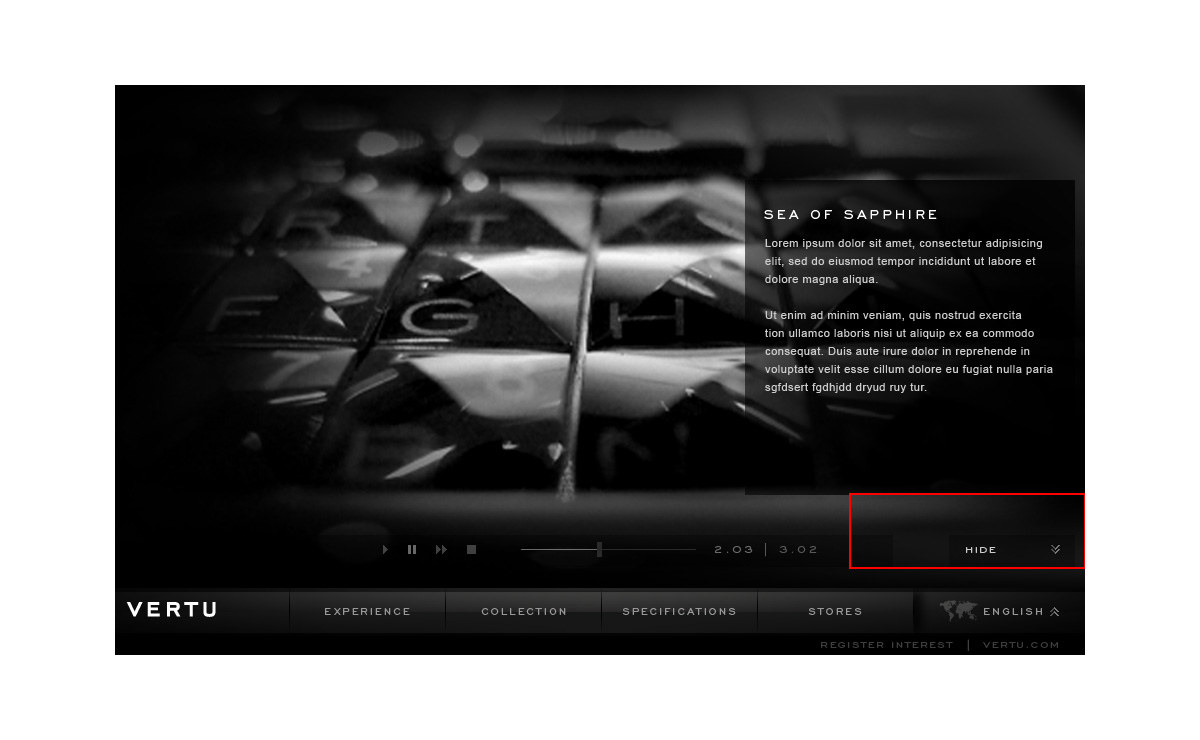 R T
4
F G H
7 8
B N
SEA OF SAPPHIRE
Lorem ipsum dolor sit amet, consectetur adipisicing
elit, sed do eiusmod tempor incididunt ut labore et
dolore magna aliqua.
Ut enim ad minim veniam, quis nostrud exercita
tion ullamco laboris nisi ut aliquip ex ea commodo
consequat. Duis aute irure dolor in reprehende in
voluptate velit esse cillum dolore eu fugiat nulla paria
sgfdsert fgdhjdd dryud ruy tur.
2.03 | 3.02
HIDE
VERTU EXPERIENCE COLLECTION SPECIFICATIONS STORES ENGLISH
REGISTER INTEREST | VERTU.COM